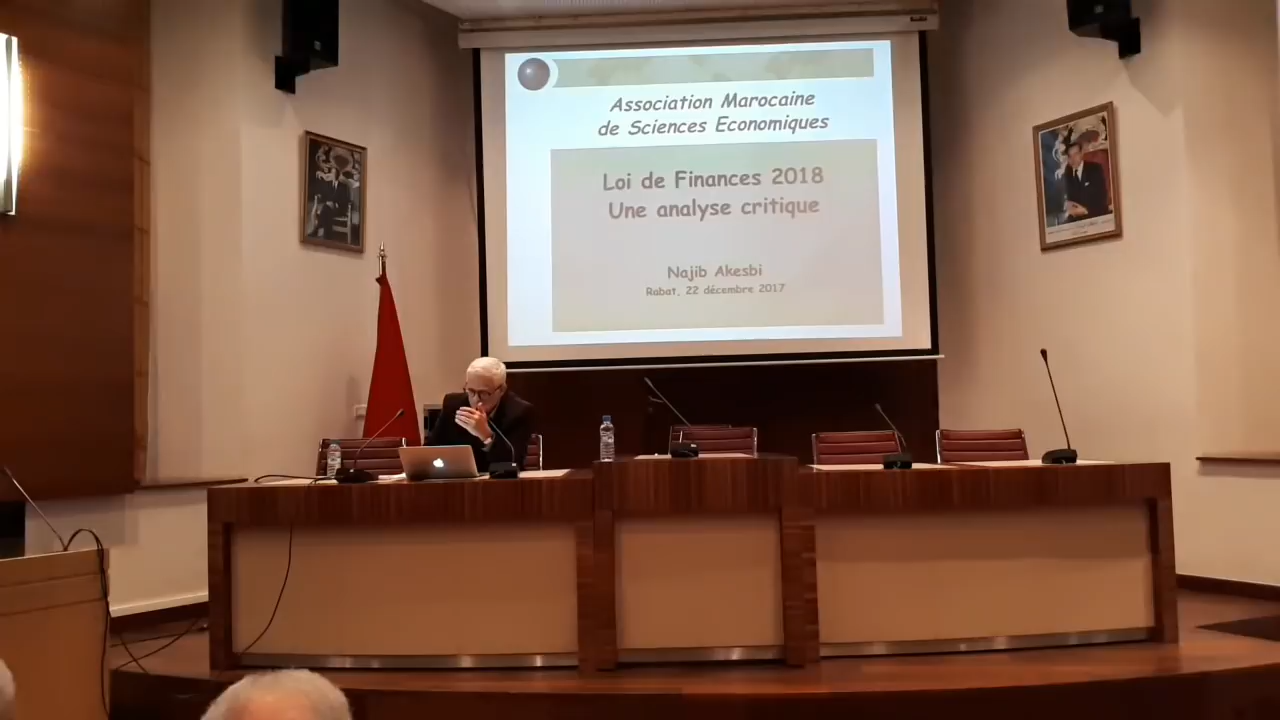 Association Marocaine
de Sciences Economiques
Loi de Finances 2018
Une analyse critique
Najib Akesbi
Rabat, 22 décembre 2017